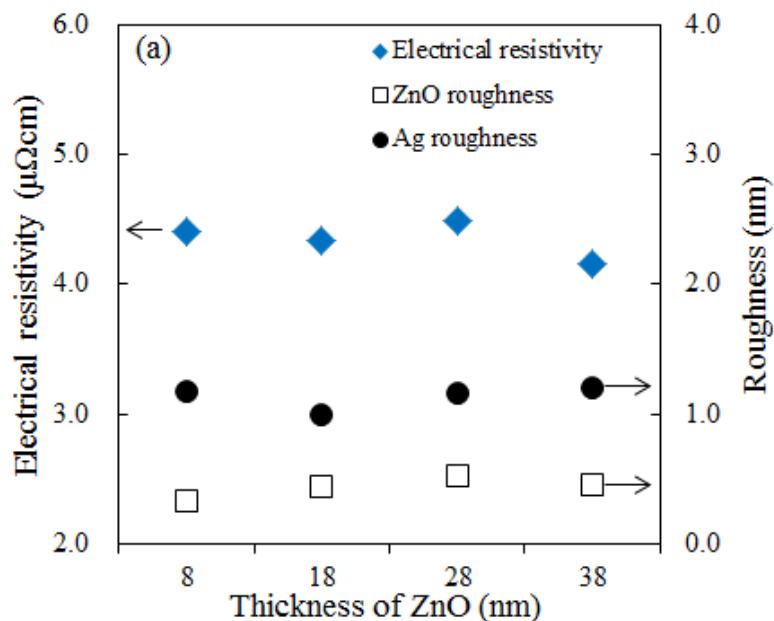 (a)
Electrical resistivity
ZnO roughness
Ag roughness
Electrical resistivity (μΩcm)
6.0
5.0
4.0
3.0
2.0
4.0
3.0
2.0
1.0
0.0
Roughness (nm)
8 18 28 38
Thickness of ZnO (nm)